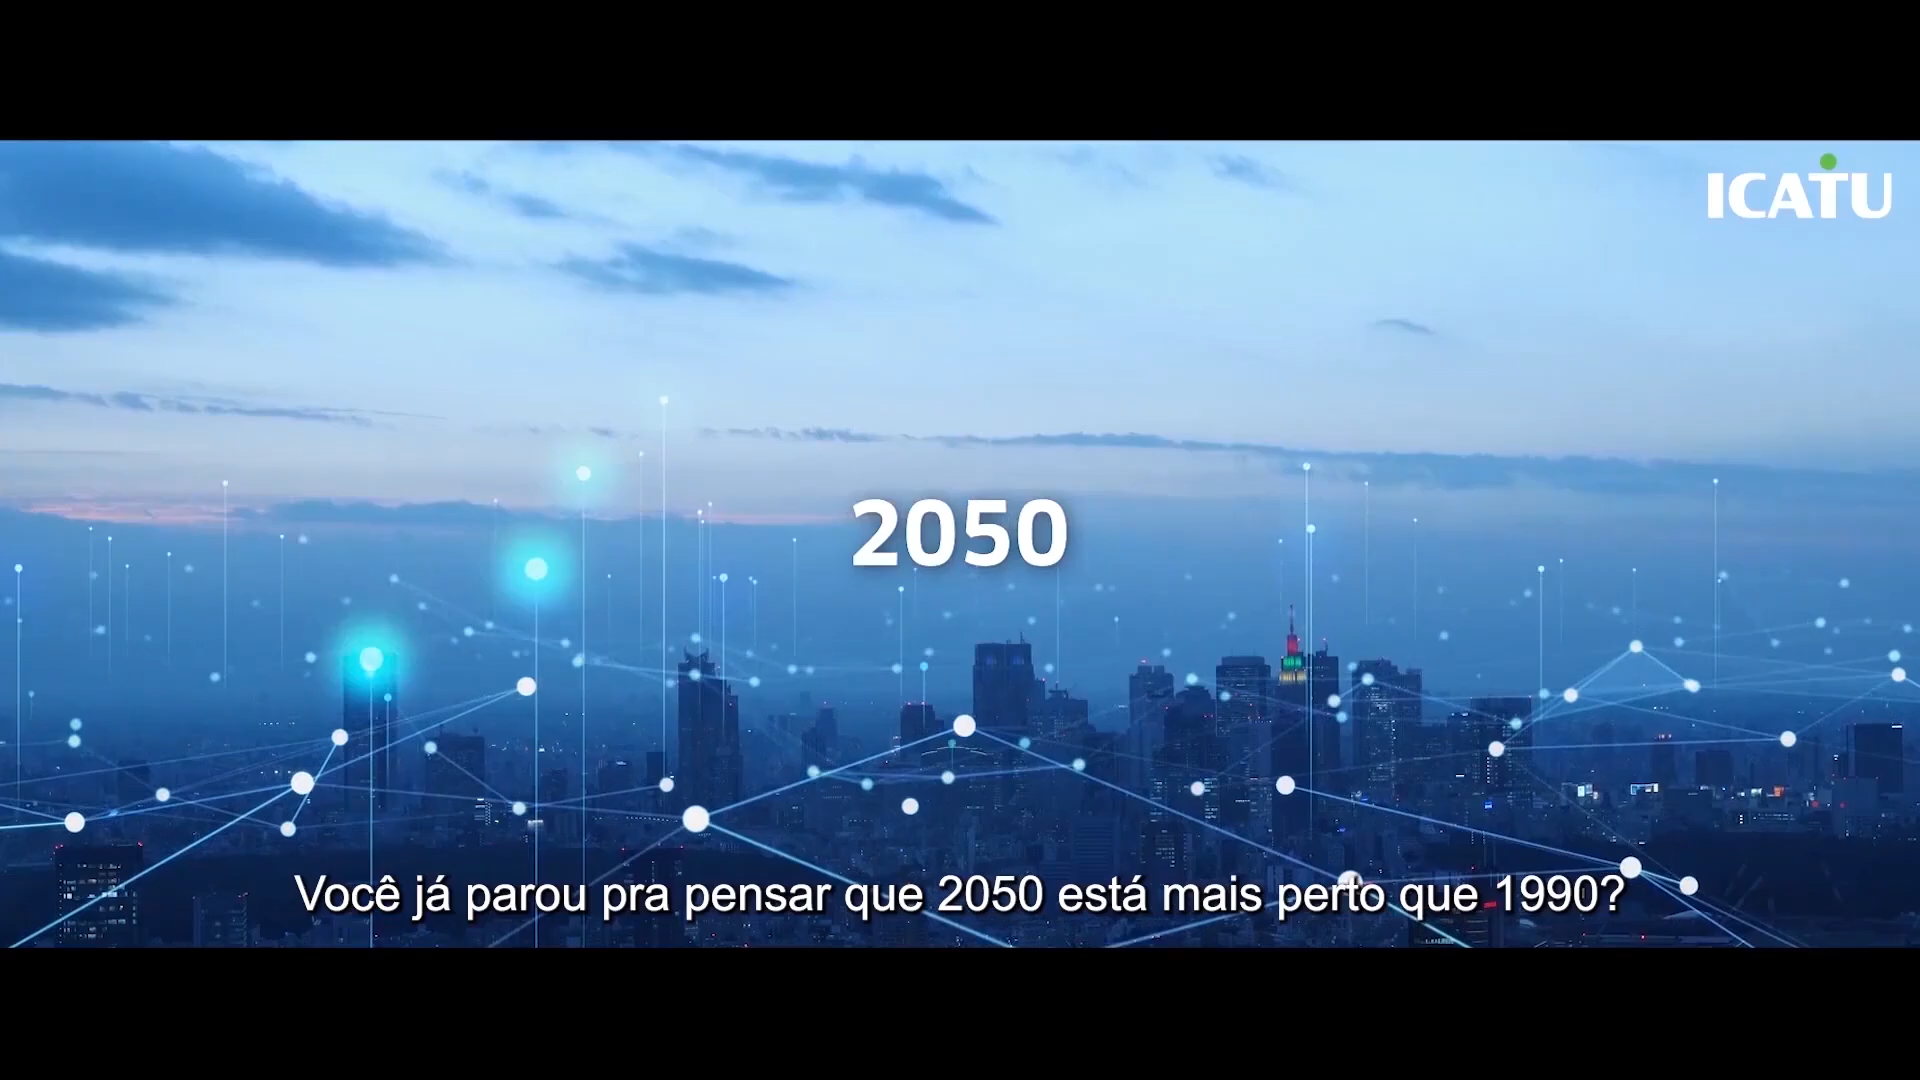 ICATU
2050
Você já parou pra pensar que 2050 está mais perto que 1990?